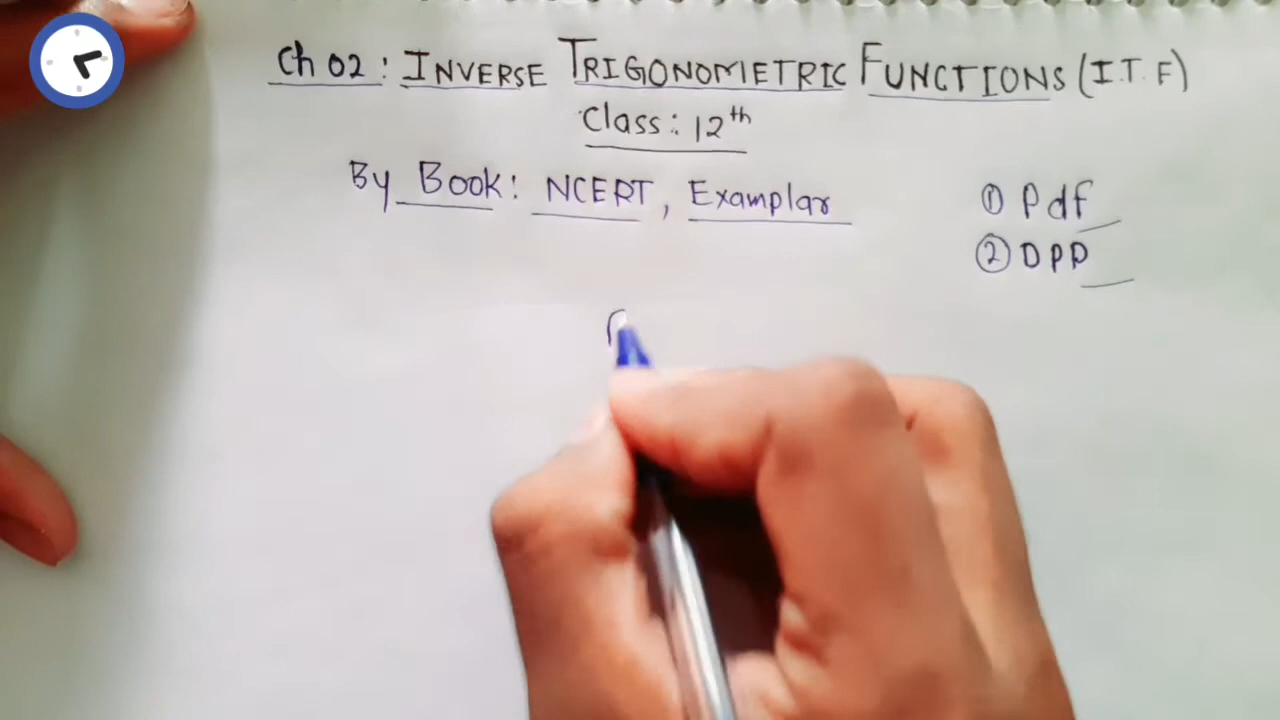 Ch 02: INVERSE TRIGONOMETRIC FUNCTIONS (I.T.F)
Class: 12th
By Book: NCERT, Examplar
① Pdf
② DPP